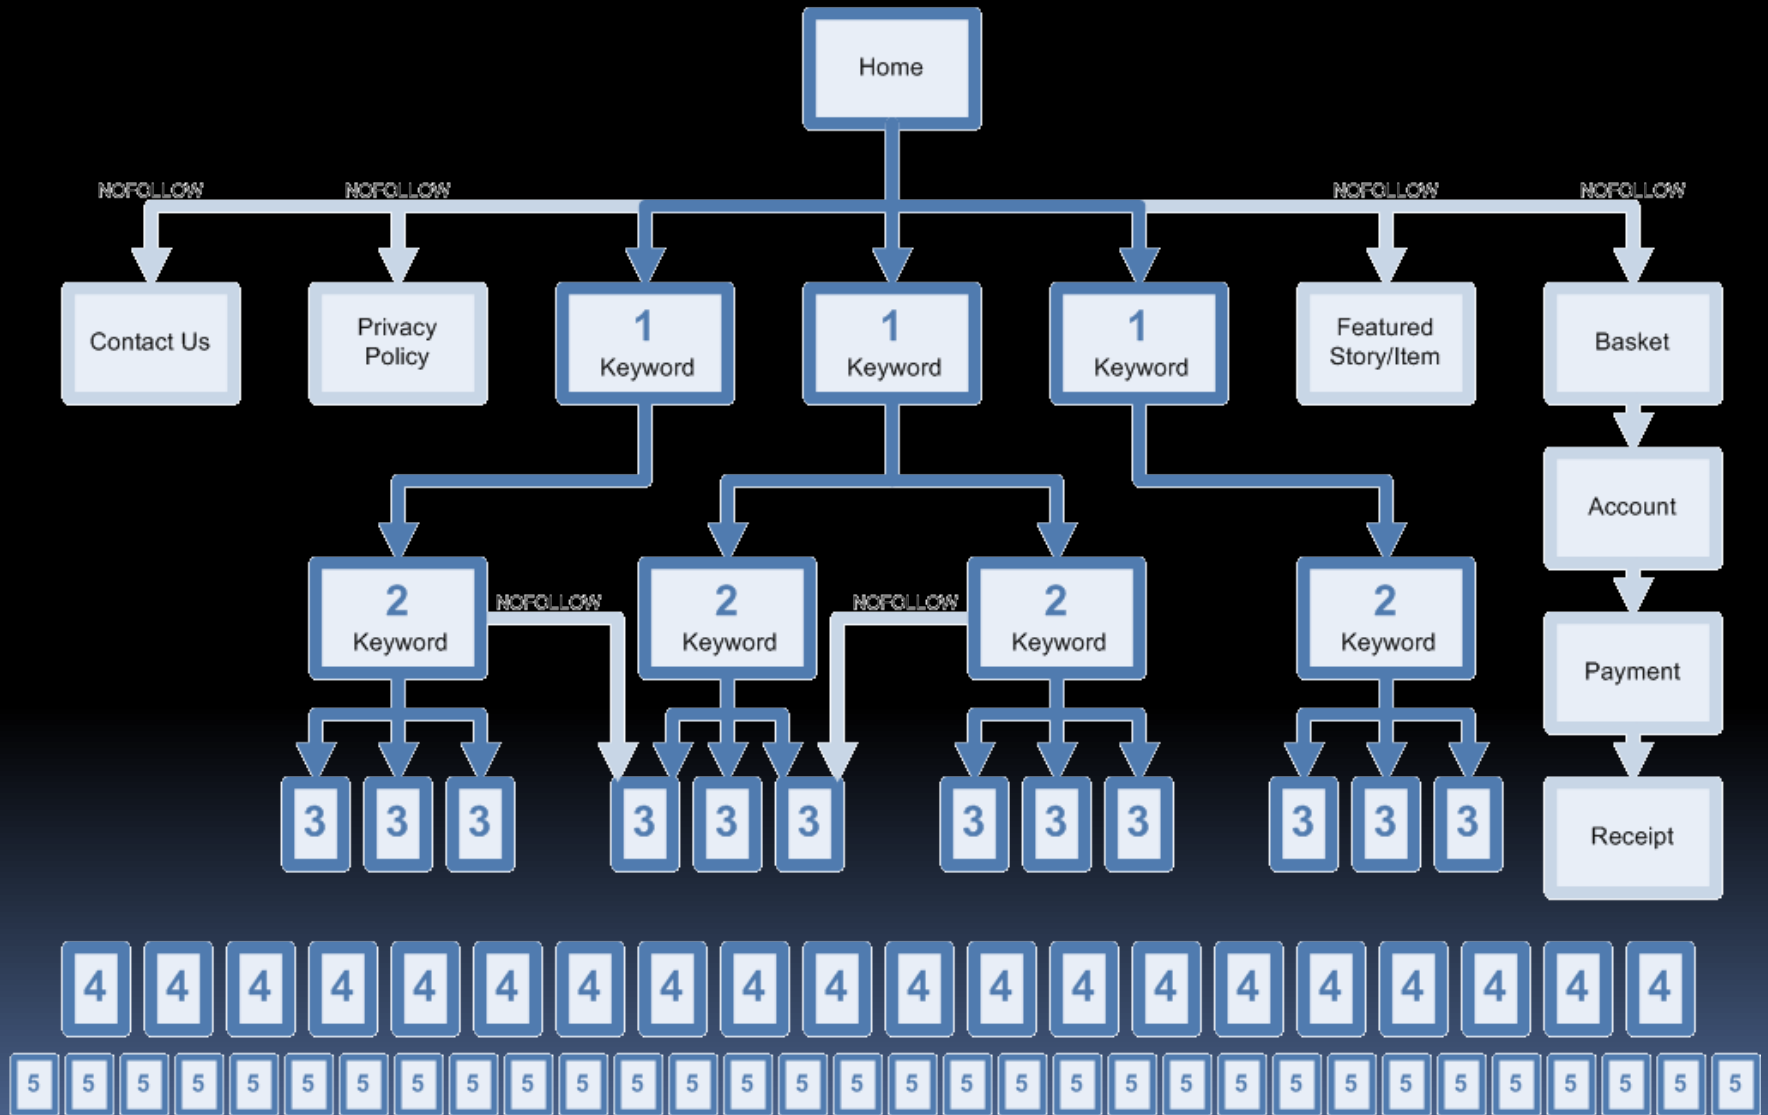 Home
NOFOLLOW NOFOLLOW NOFOLLOW NOFOLLOW
Contact Us
Privacy
Policy
1
Keyword
1
Keyword
1
Keyword
Featured
Story/Item
Basket
Account
2
Keyword
NOFOLLOW
2
Keyword
NOFOLLOW
2
Keyword
2
Keyword
Payment
3 3 3 3 3 3 3 3 3 3 3 3
Receipt
4 4 4 4 4 4 4 4 4 4 4 4 4 4 4 4 4 4 4 4
5 5 5 5 5 5 5 5 5 5 5 5 5 5 5 5 5 5 5 5 5 5 5 5 5 5 5 5 5 5 5 5